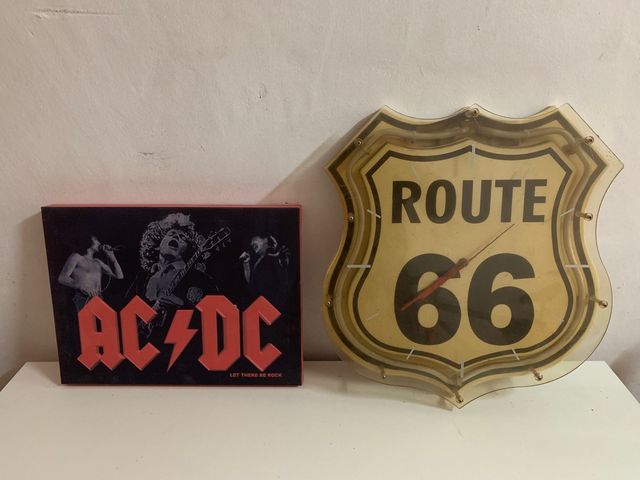 AC⚡DC
LET THERE BE ROCK
ROUTE
66